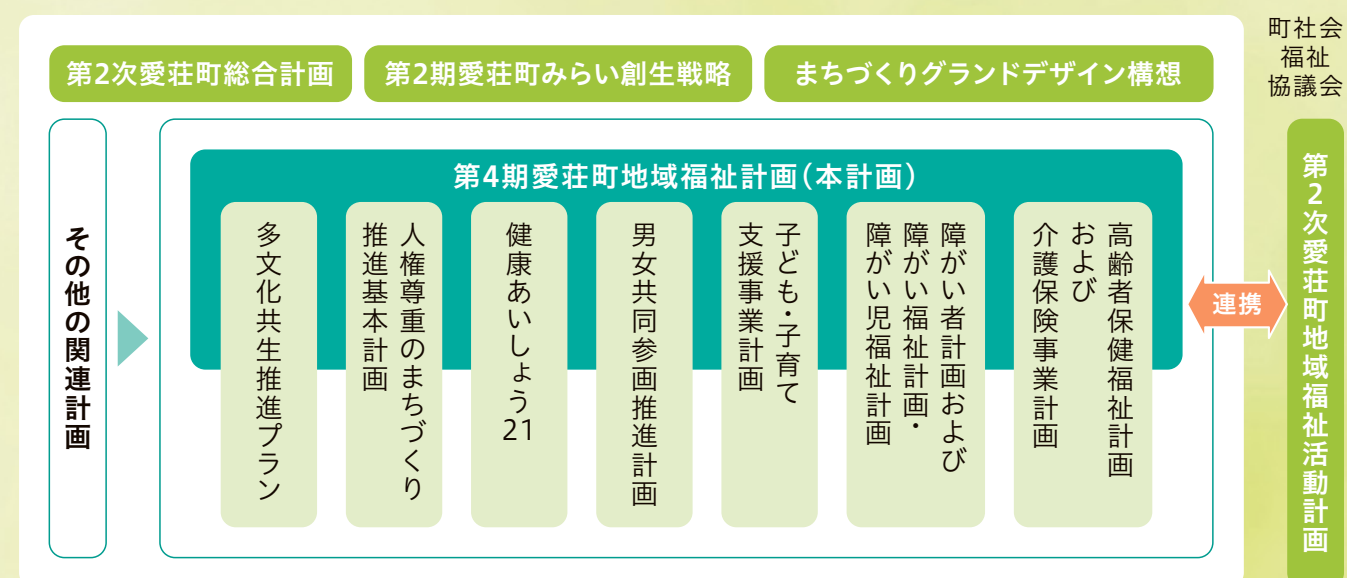 第2次愛荘町総合計画
第2期愛荘町みらい創生戦略
まちづくりグランドデザイン構想
町社会
福祉
協議会
その他の関連計画
第4期愛荘町地域福祉計画(本計画)
多文化共生推進プラン
人権尊重のまちづくり
推進基本計画
健康あいしょう21
男女共同参画推進計画
子ども・子育て
支援事業計画
障がい者計画および
障がい福祉計画・
障がい児福祉計画
高齢者保健福祉計画
および
介護保険事業計画
連携
第2次愛荘町地域福祉活動計画